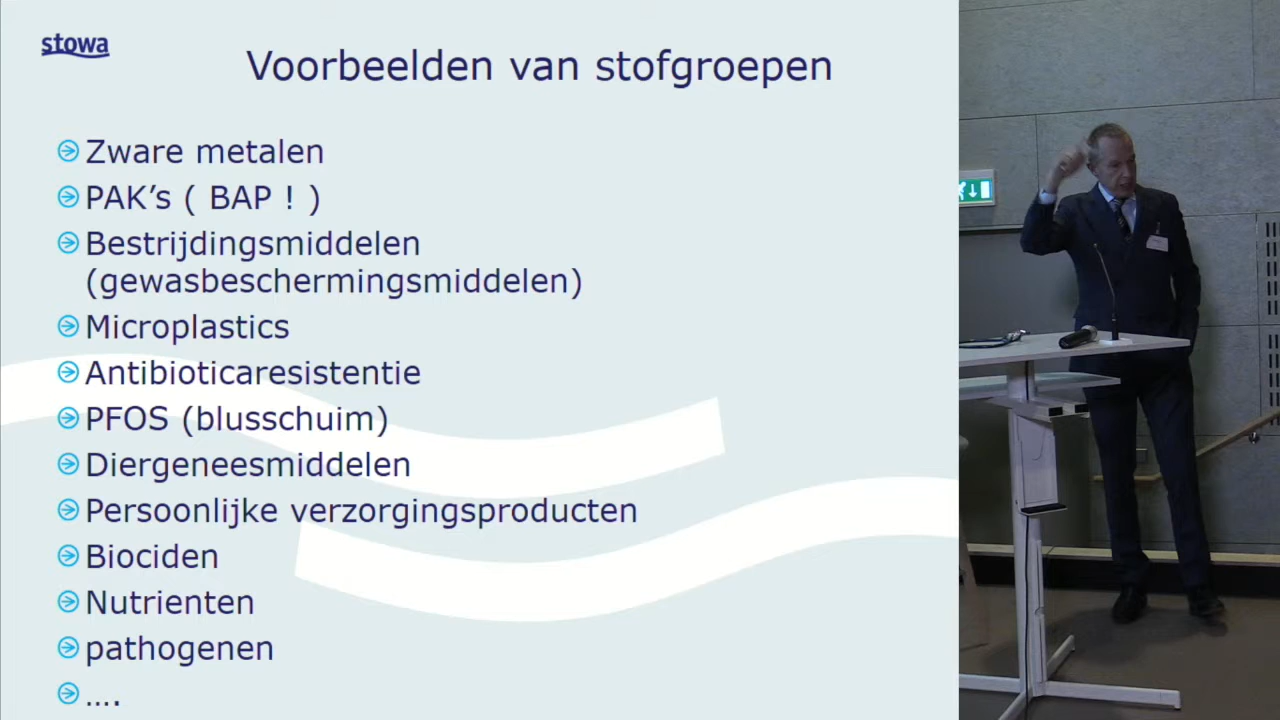 stowa
Voorbeelden van stofgroepen
Zware metalen
PAK’s ( BAP ! )
Bestrijdingsmiddelen
(gewasbeschermingsmiddelen)
Microplastics
Antibioticaresistentie
PFOS (blusschuim)
Diergeneesmiddelen
Persoonlijke verzorgingsproducten
Biociden
Nutrienten
pathogenen
….